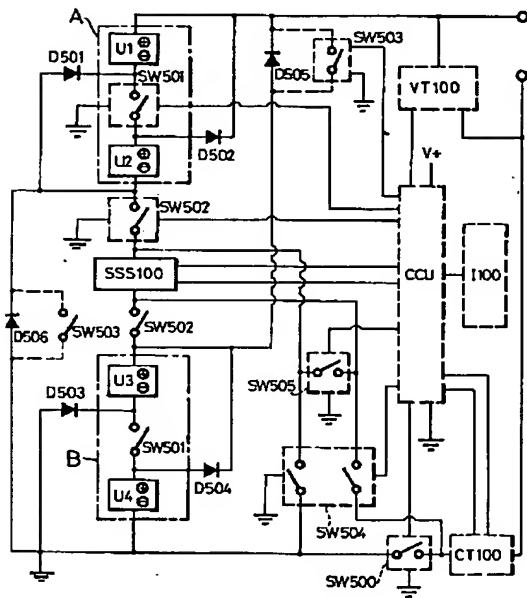 A
U1
⊕
⊖
D501
SW501
D505
SW503
VT100
U2
⊕
⊖
D502
V+
SW502
SSS100
CCU
I100
D506
SW503
SW502
SW505
U3
⊕
⊖
D503
SW501
B
U4
⊕
⊖
D504
SW504
SW500
CT100